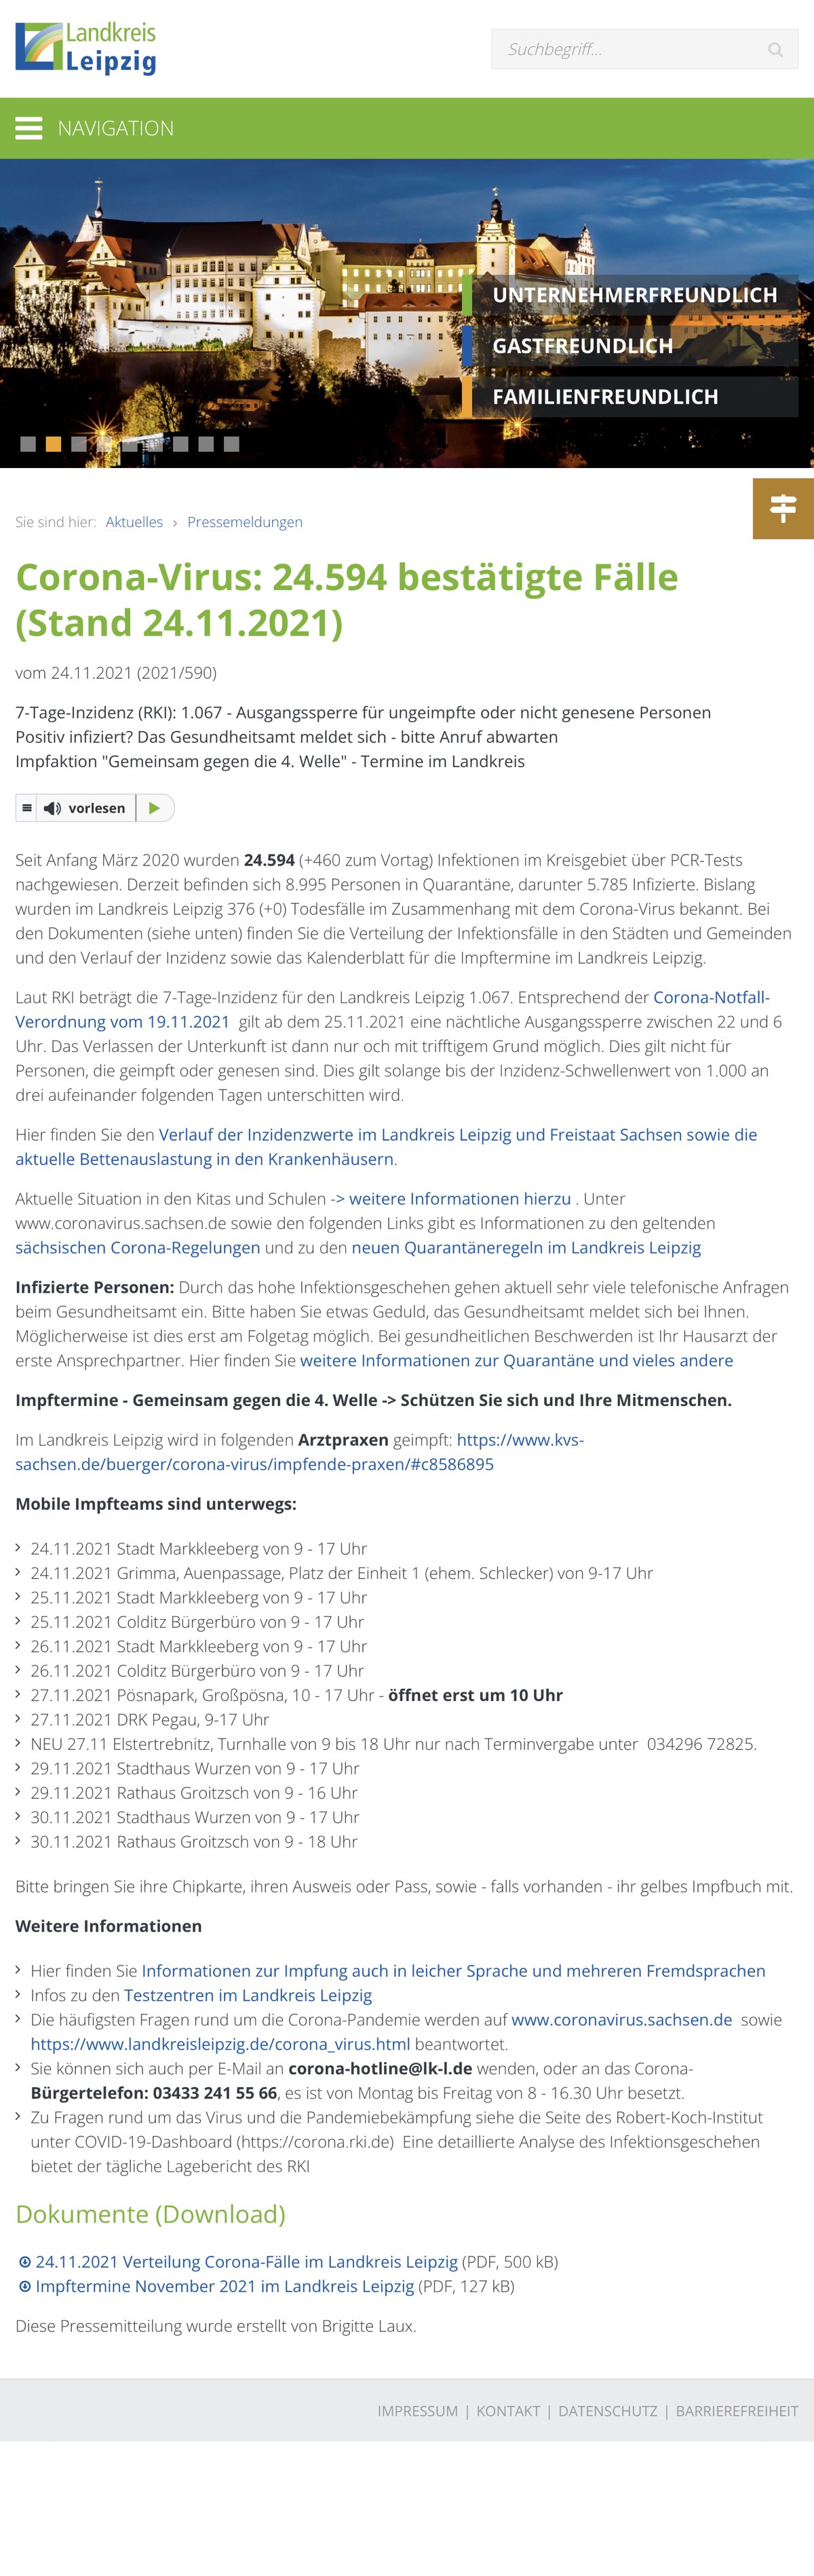 Landkreis
Leipzig
Suchbegriff...
NAVIGATION
UNTERNEHMERFREUNDLICH
GASTFREUNDLICH
FAMILIENFREUNDLICH
Sie sind hier: Aktuelles › Pressemeldungen
Corona-Virus: 24.594 bestätigte Fälle
(Stand 24.11.2021)
vom 24.11.2021 (2021/590)
7-Tage-Inzidenz (RKI): 1.067 - Ausgangssperre für ungeimpfte oder nicht genesene Personen
Positiv infiziert? Das Gesundheitsamt meldet sich - bitte Anruf abwarten
Impfaktion "Gemeinsam gegen die 4. Welle" - Termine im Landkreis
vorlesen
Seit Anfang März 2020 wurden 24.594 (+460 zum Vortag) Infektionen im Kreisgebiet über PCR-Tests
nachgewiesen. Derzeit befinden sich 8.995 Personen in Quarantäne, darunter 5.785 Infizierte. Bislang
wurden im Landkreis Leipzig 376 (+0) Todesfälle im Zusammenhang mit dem Corona-Virus bekannt. Bei
den Dokumenten (siehe unten) finden Sie die Verteilung der Infektionsfälle in den Städten und Gemeinden
und den Verlauf der Inzidenz sowie das Kalenderblatt für die Impftermine im Landkreis Leipzig.
Laut RKI beträgt die 7-Tage-Inzidenz für den Landkreis Leipzig 1.067. Entsprechend der Corona-Notfall-
Verordnung vom 19.11.2021 gilt ab dem 25.11.2021 eine nächtliche Ausgangssperre zwischen 22 und 6
Uhr. Das Verlassen der Unterkunft ist dann nur och mit trifftigem Grund möglich. Dies gilt nicht für
Personen, die geimpft oder genesen sind. Dies gilt solange bis der Inzidenz-Schwellenwert von 1.000 an
drei aufeinander folgenden Tagen unterschitten wird.
Hier finden Sie den Verlauf der Inzidenzwerte im Landkreis Leipzig und Freistaat Sachsen sowie die
aktuelle Bettenauslastung in den Krankenhäusern.
Aktuelle Situation in den Kitas und Schulen -> weitere Informationen hierzu . Unter
www.coronavirus.sachsen.de sowie den folgenden Links gibt es Informationen zu den geltenden
sächsischen Corona-Regelungen und zu den neuen Quarantäneregeln im Landkreis Leipzig
Infizierte Personen: Durch das hohe Infektionsgeschehen gehen aktuell sehr viele telefonische Anfragen
beim Gesundheitsamt ein. Bitte haben Sie etwas Geduld, das Gesundheitsamt meldet sich bei Ihnen.
Möglicherweise ist dies erst am Folgetag möglich. Bei gesundheitlichen Beschwerden ist Ihr Hausarzt der
erste Ansprechpartner. Hier finden Sie weitere Informationen zur Quarantäne und vieles andere
Impftermine - Gemeinsam gegen die 4. Welle -> Schützen Sie sich und Ihre Mitmenschen.
Im Landkreis Leipzig wird in folgenden Arztpraxen geimpft: https://www.kvs-
sachsen.de/buerger/corona-virus/impfende-praxen/#c8586895
Mobile Impfteams sind unterwegs:
› 24.11.2021 Stadt Markkleeberg von 9 - 17 Uhr
› 24.11.2021 Grimma, Auenpassage, Platz der Einheit 1 (ehem. Schlecker) von 9-17 Uhr
› 25.11.2021 Stadt Markkleeberg von 9 - 17 Uhr
› 25.11.2021 Colditz Bürgerbüro von 9 - 17 Uhr
› 26.11.2021 Stadt Markkleeberg von 9 - 17 Uhr
› 26.11.2021 Colditz Bürgerbüro von 9 - 17 Uhr
› 27.11.2021 Pösnapark, Großpösna, 10 - 17 Uhr - öffnet erst um 10 Uhr
› 27.11.2021 DRK Pegau, 9-17 Uhr
› NEU 27.11 Elstertrebnitz, Turnhalle von 9 bis 18 Uhr nur nach Terminvergabe unter 034296 72825.
› 29.11.2021 Stadthaus Wurzen von 9 - 17 Uhr
› 29.11.2021 Rathaus Groitzsch von 9 - 16 Uhr
› 30.11.2021 Stadthaus Wurzen von 9 - 17 Uhr
› 30.11.2021 Rathaus Groitzsch von 9 - 18 Uhr
Bitte bringen Sie ihre Chipkarte, ihren Ausweis oder Pass, sowie - falls vorhanden - ihr gelbes Impfbuch mit.
Weitere Informationen
› Hier finden Sie Informationen zur Impfung auch in leicher Sprache und mehreren Fremdsprachen
› Infos zu den Testzentren im Landkreis Leipzig
› Die häufigsten Fragen rund um die Corona-Pandemie werden auf www.coronavirus.sachsen.de sowie
https://www.landkreisleipzig.de/corona_virus.html beantwortet.
› Sie können sich auch per E-Mail an corona-hotline@lk-l.de wenden, oder an das Corona-
Bürgertelefon: 03433 241 55 66, es ist von Montag bis Freitag von 8 - 16.30 Uhr besetzt.
› Zu Fragen rund um das Virus und die Pandemiebekämpfung siehe die Seite des Robert-Koch-Institut
unter COVID-19-Dashboard (https://corona.rki.de) Eine detaillierte Analyse des Infektionsgeschehen
bietet der tägliche Lagebericht des RKI
Dokumente (Download)
24.11.2021 Verteilung Corona-Fälle im Landkreis Leipzig (PDF, 500 kB)
Impftermine November 2021 im Landkreis Leipzig (PDF, 127 kB)
Diese Pressemitteilung wurde erstellt von Brigitte Laux.
IMPRESSUM | KONTAKT | DATENSCHUTZ | BARRIEREFREIHEIT